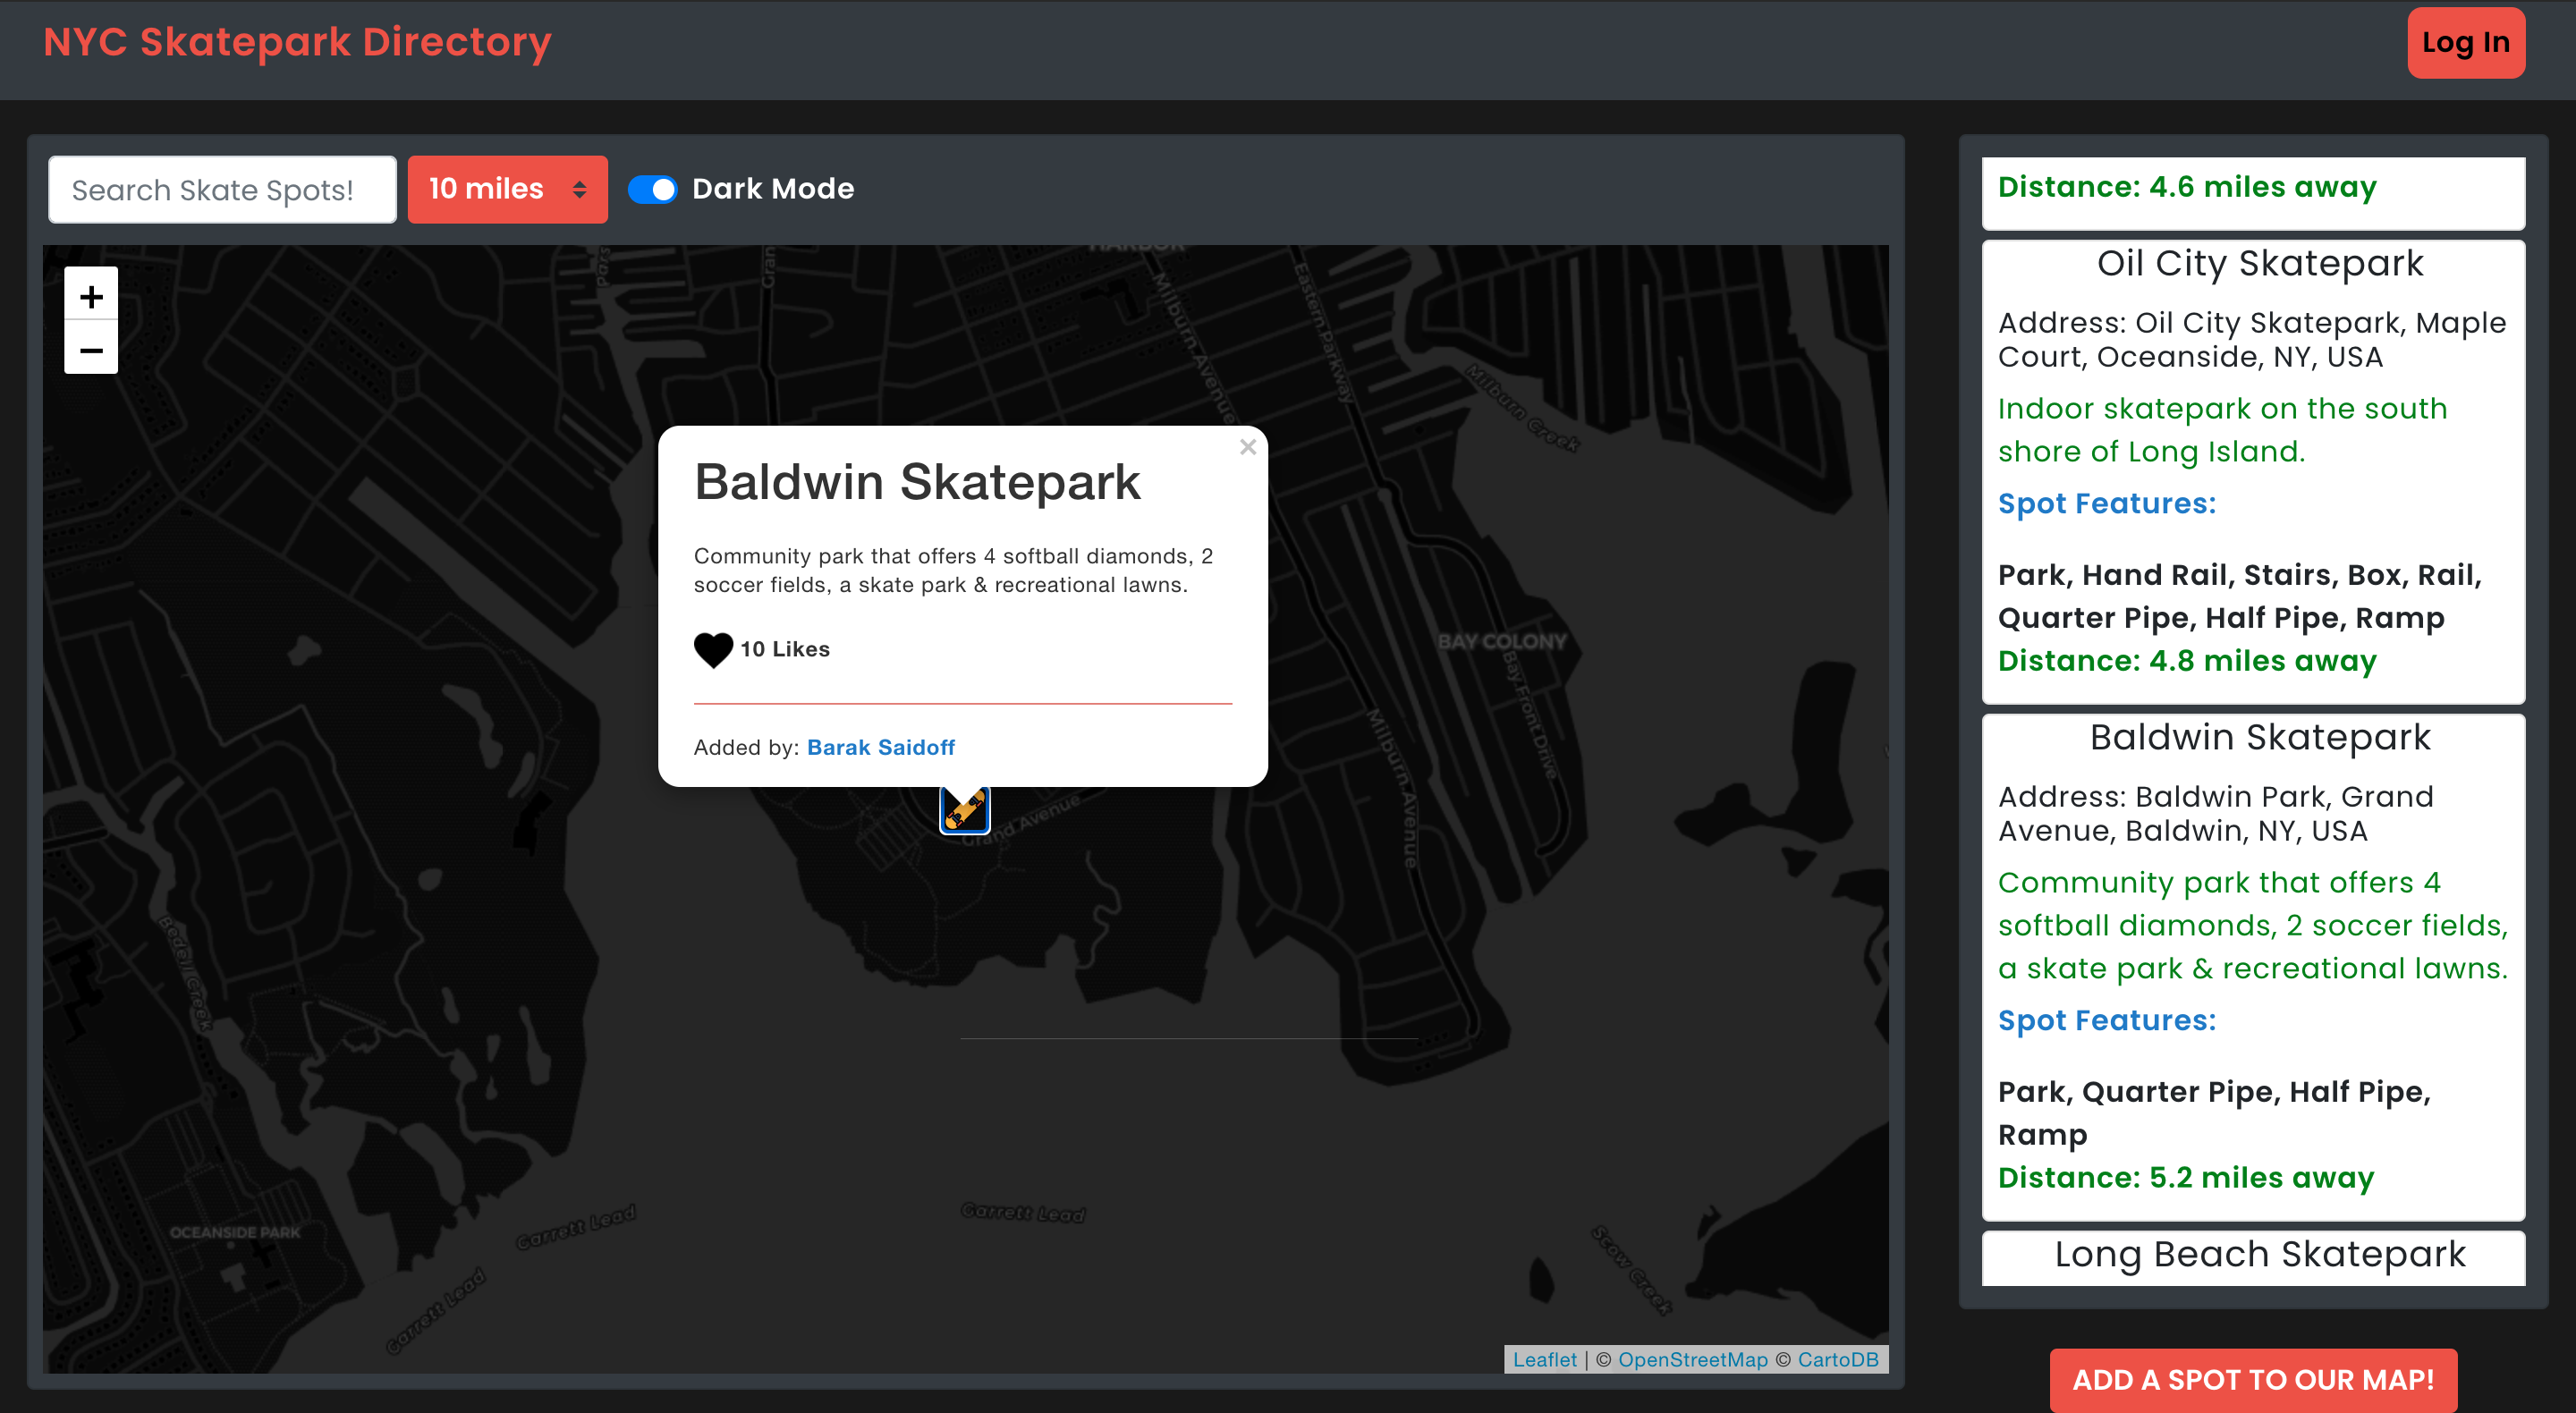 NYC Skatepark Directory
Log In
Search Skate Spots!
10 miles
Dark Mode
+
−
HARBOR
Gran
Pars
Milburn Avenue
Eastern Parkway
Milburn Creek
×
Baldwin Skatepark
Community park that offers 4 softball diamonds, 2
soccer fields, a skate park & recreational lawns.
10 Likes
Added by: Barak Saidoff
BAY COLONY
Bay Front Drive
Milburn Avenue
Grand Avenue
Bedell Creek
OCEANSIDE PARK
Garrett Lead
Garrett Lead
Garrett Lead
Scow Creek
Leaflet | © OpenStreetMap © CartoDB
Distance: 4.6 miles away
Oil City Skatepark
Address: Oil City Skatepark, Maple
Court, Oceanside, NY, USA
Indoor skatepark on the south
shore of Long Island.
Spot Features:
Park, Hand Rail, Stairs, Box, Rail,
Quarter Pipe, Half Pipe, Ramp
Distance: 4.8 miles away
Baldwin Skatepark
Address: Baldwin Park, Grand
Avenue, Baldwin, NY, USA
Community park that offers 4
softball diamonds, 2 soccer fields,
a skate park & recreational lawns.
Spot Features:
Park, Quarter Pipe, Half Pipe,
Ramp
Distance: 5.2 miles away
Long Beach Skatepark
ADD A SPOT TO OUR MAP!